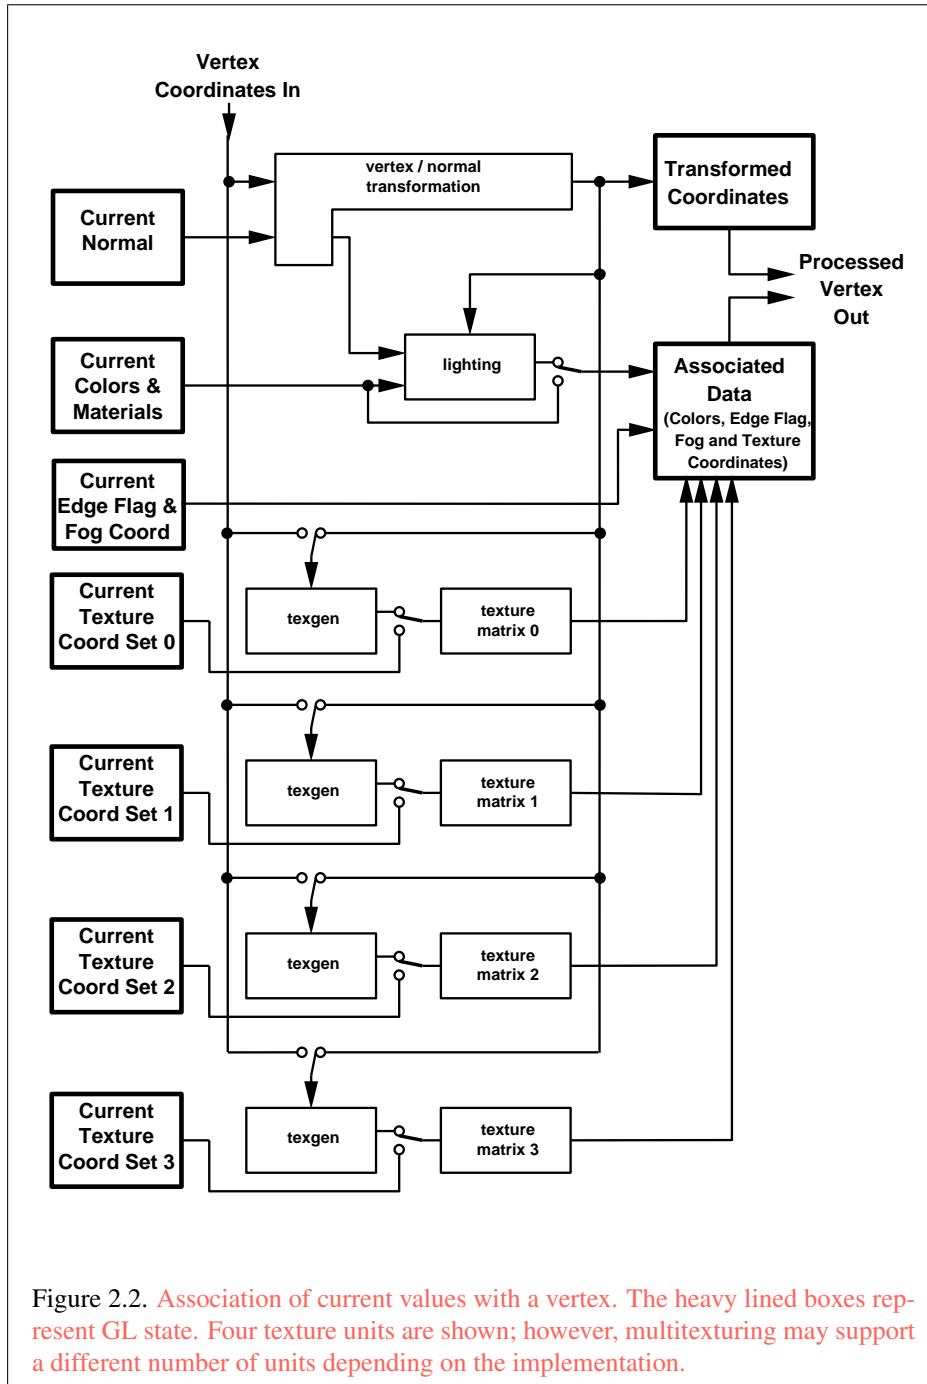 Vertex
Coordinates In
vertex / normal
transformation
Transformed
Coordinates
Current
Normal
Processed
Vertex
Out
Current
Colors &
Materials
lighting
Associated
Data
(Colors, Edge Flag,
Fog and Texture
Coordinates)
Current
Edge Flag &
Fog Coord
Current
Texture
Coord Set 0
texgen
texture
matrix 0
Current
Texture
Coord Set 1
texgen
texture
matrix 1
Current
Texture
Coord Set 2
texgen
texture
matrix 2
Current
Texture
Coord Set 3
texgen
texture
matrix 3
Figure 2.2. Association of current values with a vertex. The heavy lined boxes rep-
resent GL state. Four texture units are shown; however, multitexturing may support
a different number of units depending on the implementation.